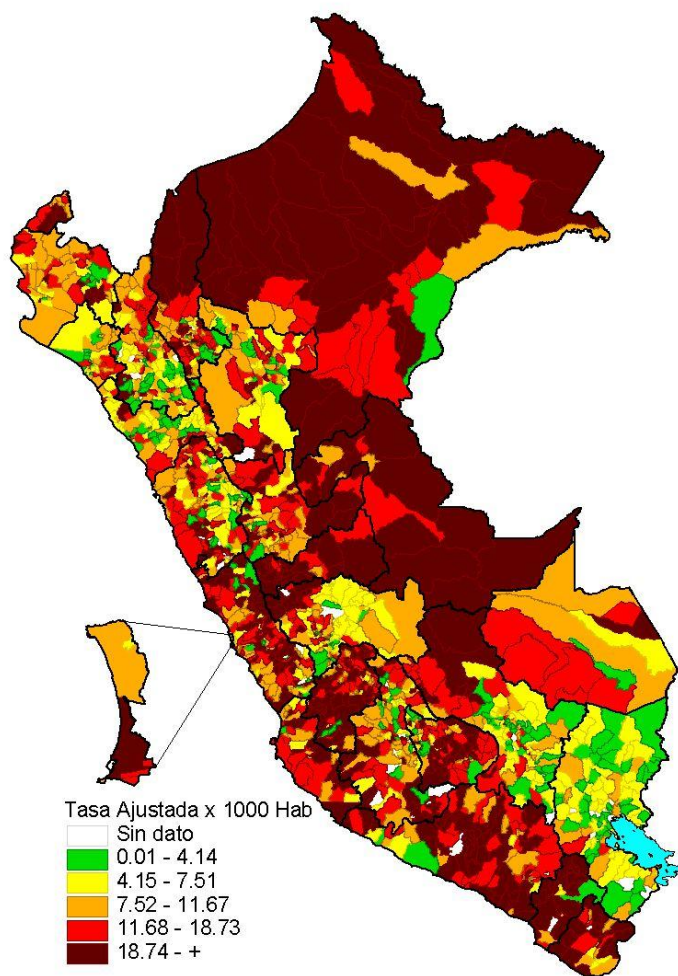 Tasa Ajustada x 1000 Hab
Sin dato
0.01 - 4.14
4.15 - 7.51
7.52 - 11.67
11.68 - 18.73
18.74 - +